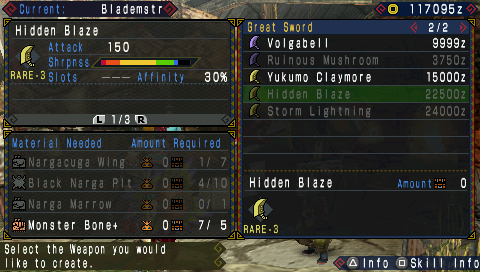 Current: Blademstr
117095z
Hidden Blaze
Attack 150
Shrpnss
Slots --- Affinity 30%
RARE-3
L 1/3 R
Material Needed Amount Required
Nargacuga Wing 0 1/ 7
Black Narga Plt 0 4/10
Narga Marrow 0 0/ 1
Monster Bone+ 0 7/ 5
Select the Weapon you would
like to create.
Great Sword
2/2
Volgabell 9999z
Ruinous Mushroom 3750z
Yukumo Claymore 15000z
Hidden Blaze 22500z
Storm Lightning 24000z
Hidden Blaze Amount 0
RARE-3
Info Skill Info